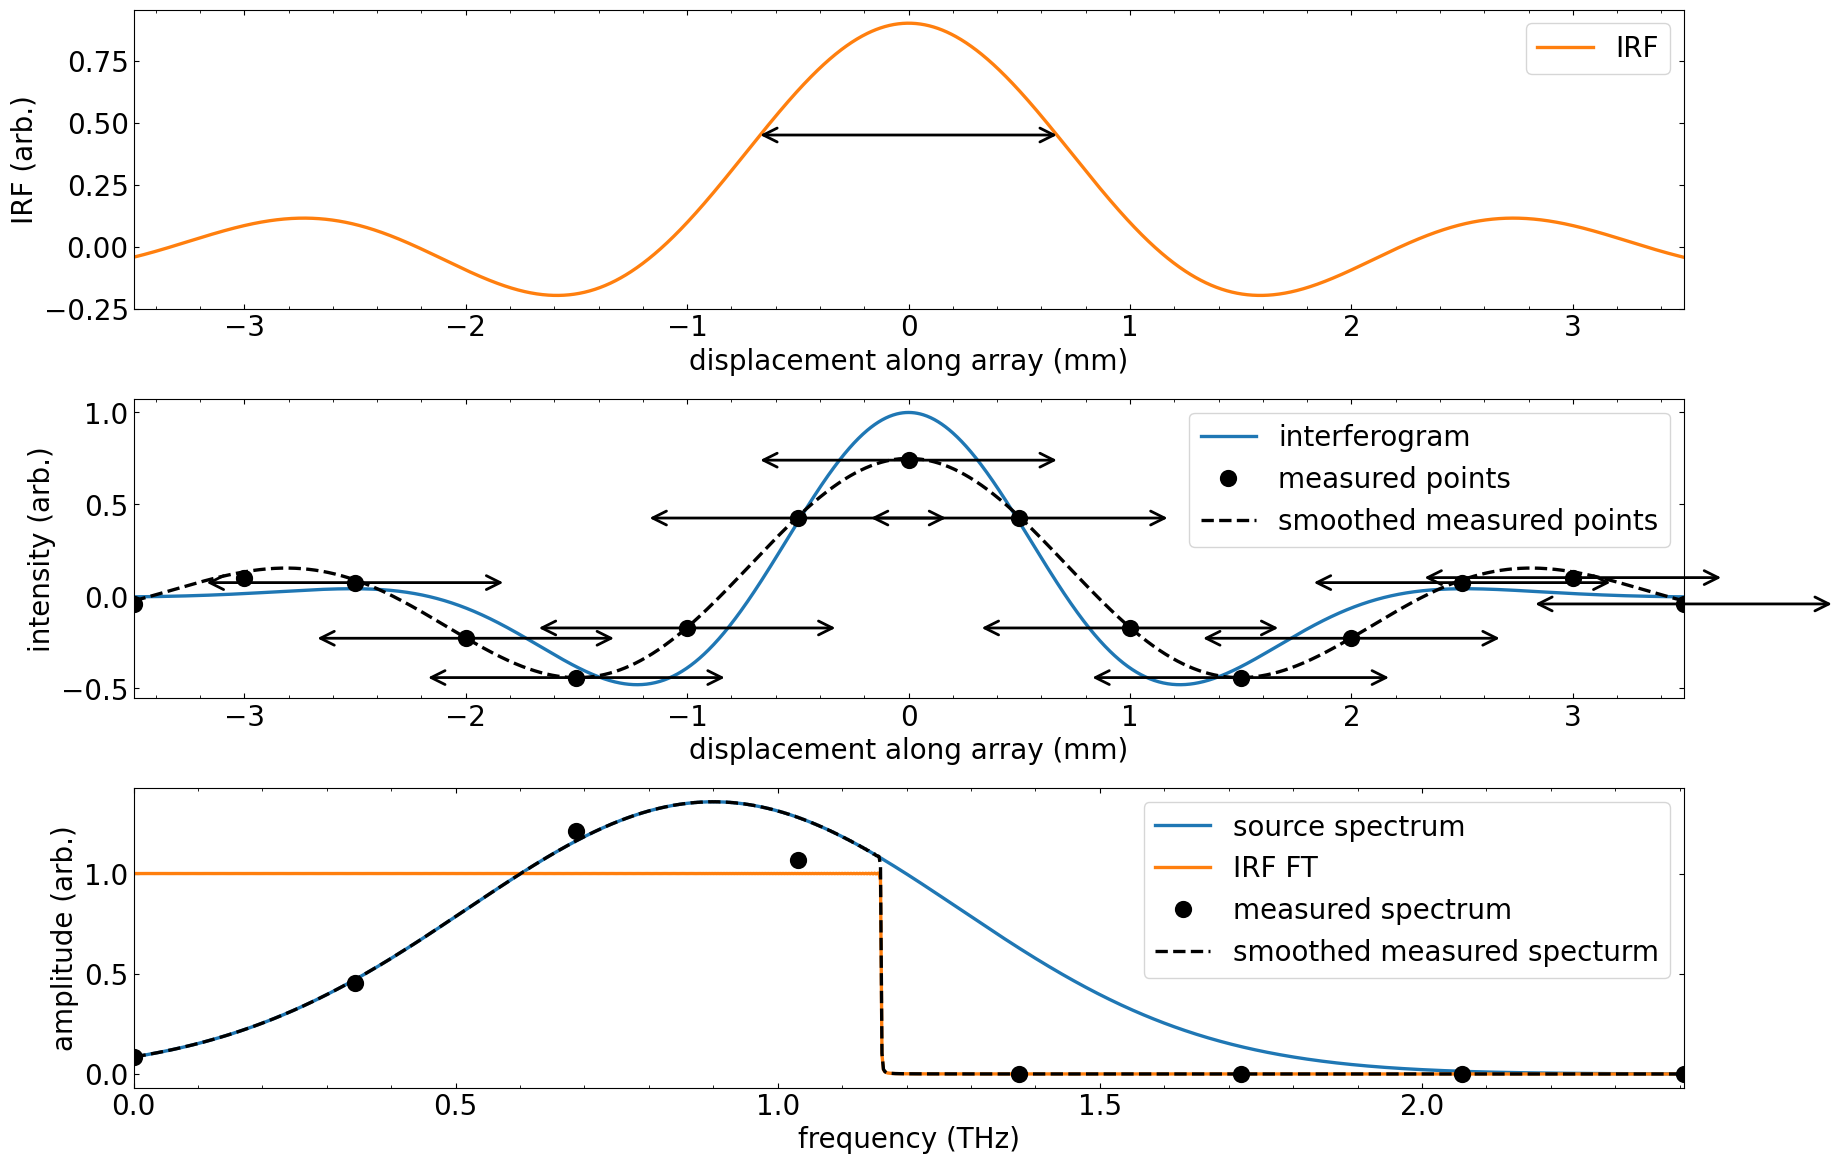 IRF
0.75
0.50
0.25
0.00
−0.25
IRF (arb.)
−3 −2 −1 0 1 2 3
displacement along array (mm)
interferogram
measured points
smoothed measured points
1.0
0.5
0.0
−0.5
intensity (arb.)
−3 −2 −1 0 1 2 3
displacement along array (mm)
source spectrum
IRF FT
measured spectrum
smoothed measured specturm
1.0
0.5
0.0
amplitude (arb.)
0.0 0.5 1.0 1.5 2.0
frequency (THz)